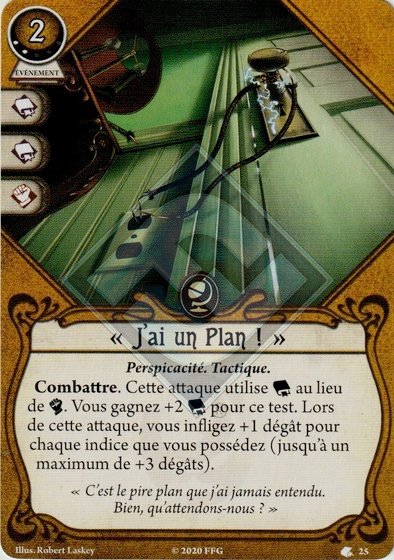 2
ÉVÉNEMENT
« J'ai un Plan ! »
Perspicacité. Tactique.
Combattre. Cette attaque utilise au lieu
de . Vous gagnez +2 pour ce test. Lors
de cette attaque, vous infligez +1 dégât pour
chaque indice que vous possédez (jusqu'à un
maximum de +3 dégâts).
« C'est le pire plan que j'ai jamais entendu.
Bien, qu'attendons-nous ? »
Illus. Robert Laskey
© 2020 FFG
25